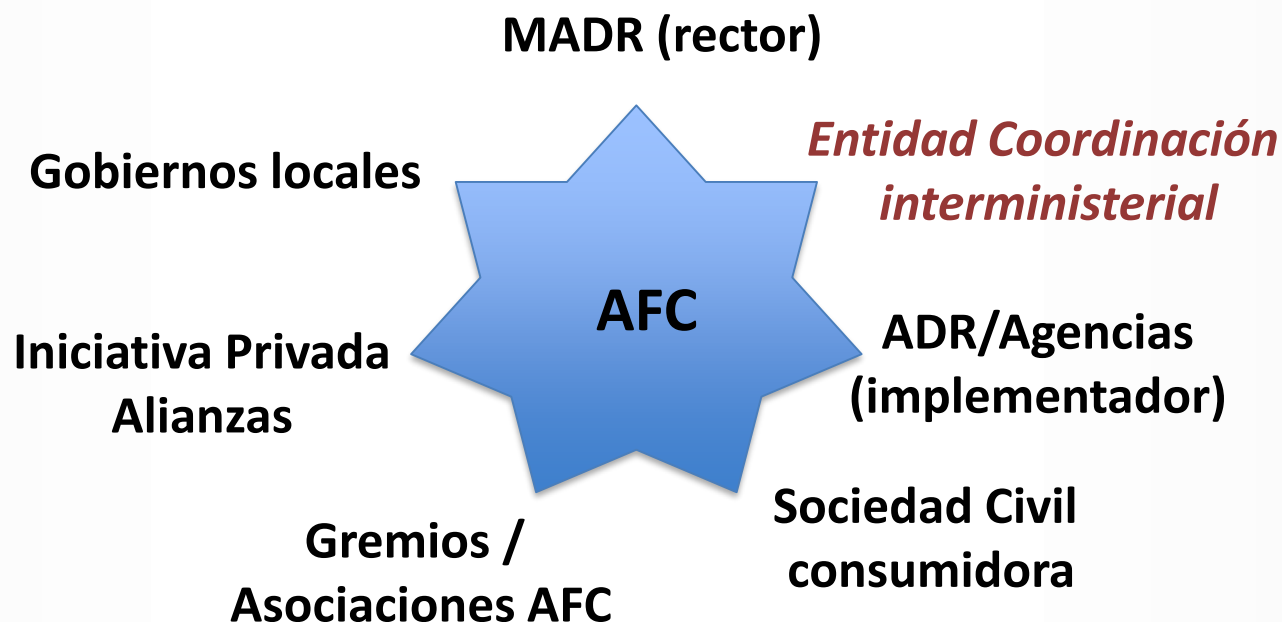 MADR (rector)
Entidad Coordinación
interministerial
Gobiernos locales
AFC
ADR/Agencias
(implementador)
Iniciativa Privada
Alianzas
Sociedad Civil
consumidora
Gremios /
Asociaciones AFC